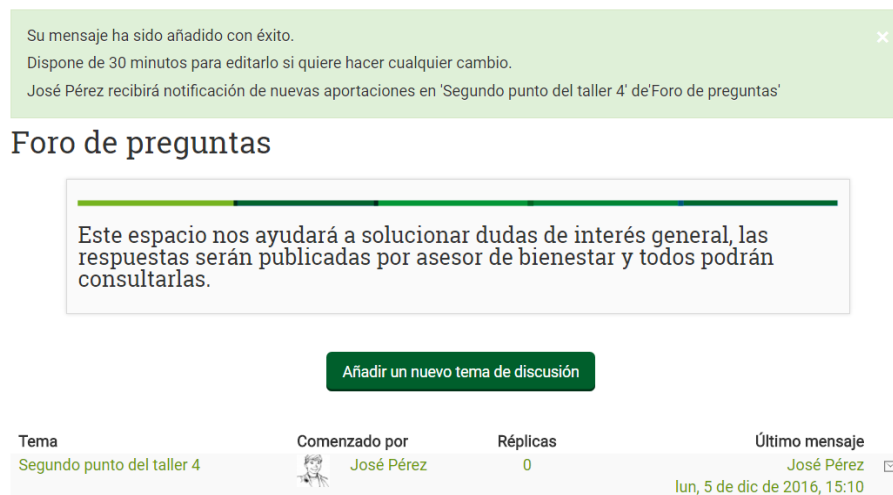 Su mensaje ha sido añadido con éxito.
Dispone de 30 minutos para editarlo si quiere hacer cualquier cambio.
José Pérez recibirá notificación de nuevas aportaciones en 'Segundo punto del taller 4' de'Foro de preguntas'
Foro de preguntas
Este espacio nos ayudará a solucionar dudas de interés general, las
respuestas serán publicadas por asesor de bienestar y todos podrán
consultarlas.
Añadir un nuevo tema de discusión
Tema Comenzado por Réplicas Último mensaje
Segundo punto del taller 4 José Pérez 0 José Pérez
lun, 5 de dic de 2016, 15:10